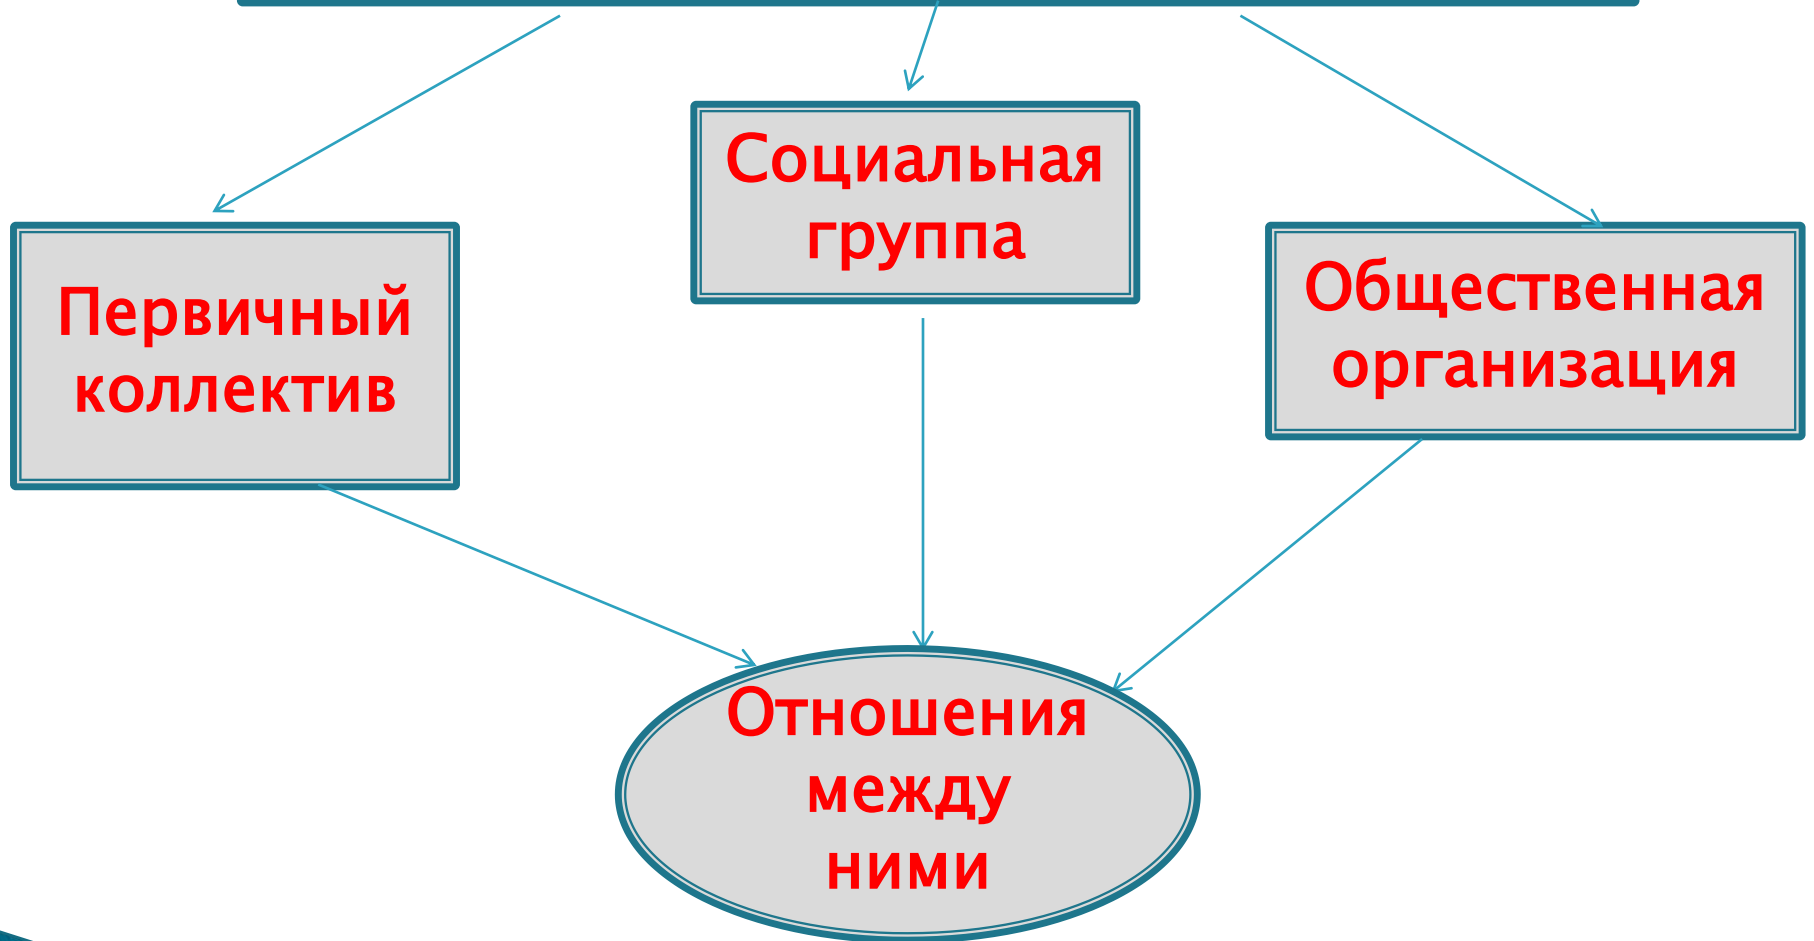 Социальная
группа
Первичный
коллектив
Общественная
организация
Отношения
между
ними